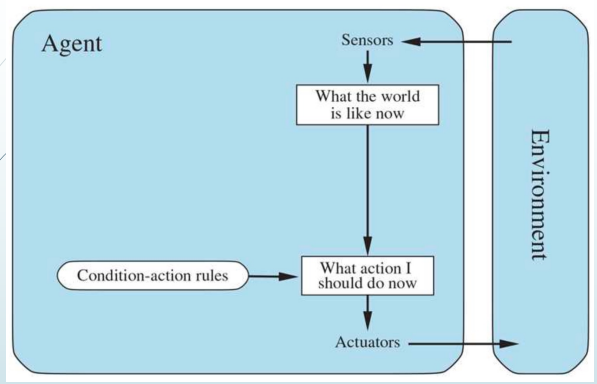 Agent
Sensors
What the world
is like now
Environment
Condition-action rules
What action I
should do now
Actuators